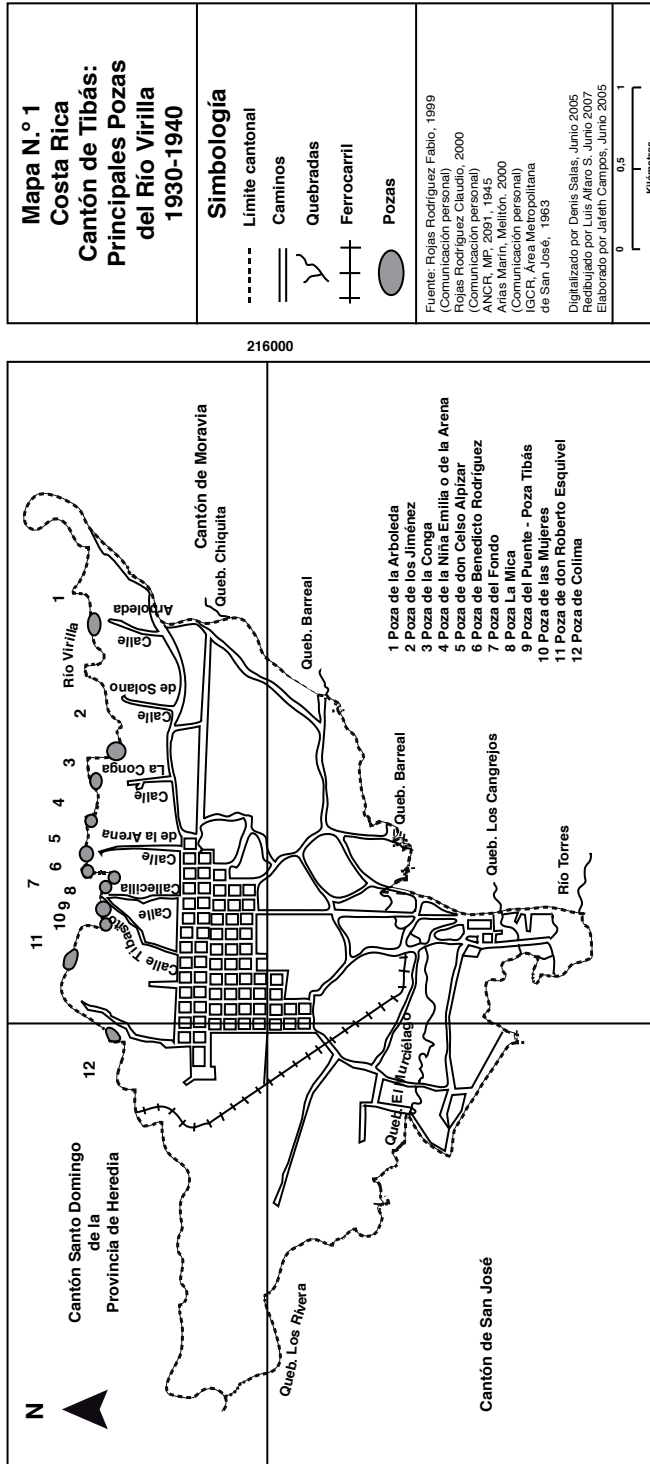 Mapa N.° 1
Costa Rica
Cantón de Tibás:
Principales Pozas
del Río Virilla
1930-1940
Simbología
Límite cantonal
Caminos
Quebradas
Ferrocarril
Pozas
Fuente: Rojas Rodríguez Fabio, 1999
(Comunicación personal)
Rojas Rodríguez Claudio, 2000
(Comunicación personal)
ANCR, MP, 2091, 1945
Arias Marín, Melitón. 2000
(Comunicación personal)
IGCR, Área Metropolitana
de San José, 1963
Digitalizado por Denis Salas, Junio 2005
Redibujado por Luis Alfaro S. Junio 2007
Elaborado por Jafeth Campos, Junio 2005
0
0,5
1
Kilómetros
216000
N
Cantón Santo Domingo
de la
Provincia de Heredia
12
11
10
9
8
7
6
5
4
3
2
1
Río Virilla
Calle Tibasito
Calle
Callecilla
Calle
de la Arena
Calle
La Conga
Calle
de Solano
Calle
Arboleda
Cantón de Moravia
Queb. Chiquita
Queb. Barreal
Queb. Barreal
Queb. Los Cangrejos
Río Torres
Queb. El Murciélago
Queb. Los Rivera
Cantón de San José
1 Poza de la Arboleda
2 Poza de los Jiménez
3 Poza de la Conga
4 Poza de la Niña Emilia o de la Arena
5 Poza de don Celso Alpízar
6 Poza de Benedicto Rodríguez
7 Poza del Fondo
8 Poza La Mica
9 Poza del Puente - Poza Tibás
10 Poza de las Mujeres
11 Poza de don Roberto Esquivel
12 Poza de Colima